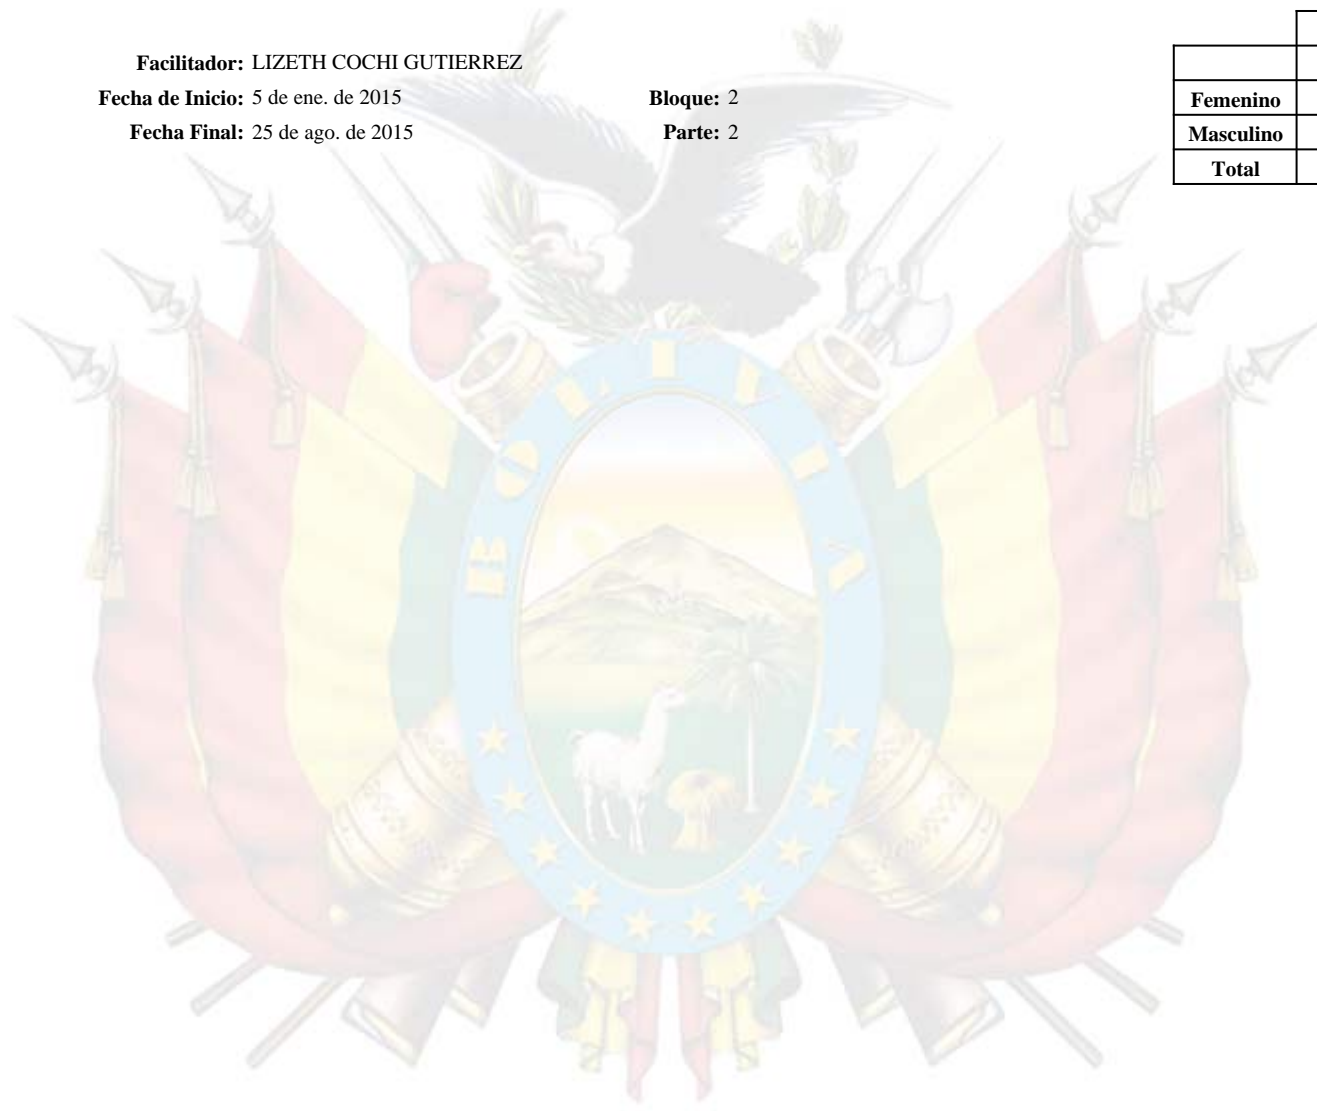 Facilitador: LIZETH COCHI GUTIERREZ
Fecha de Inicio: 5 de ene. de 2015 Bloque: 2
Fecha Final: 25 de ago. de 2015 Parte: 2
Femenino
Masculino
Total
BOLIVIA